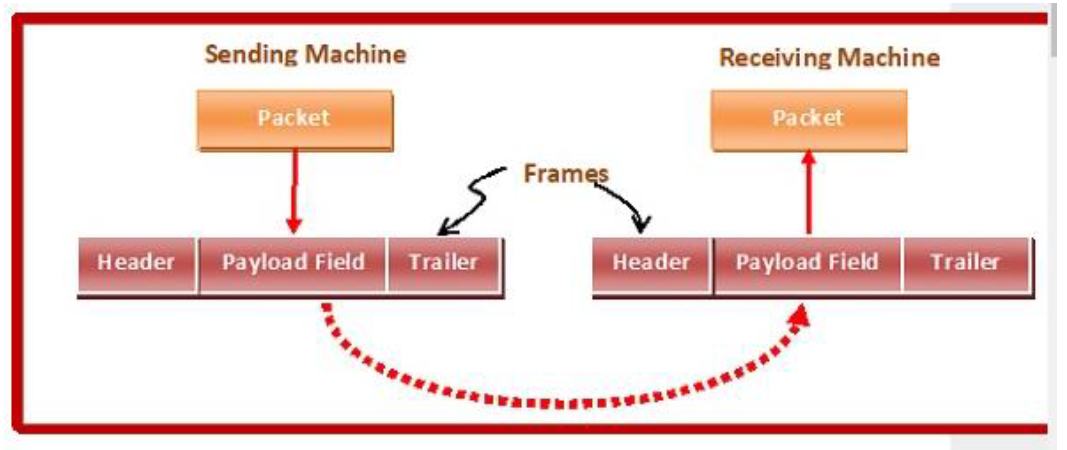 Sending Machine
Receiving Machine
Packet
Packet
Frames
Header Payload Field Trailer
Header Payload Field Trailer